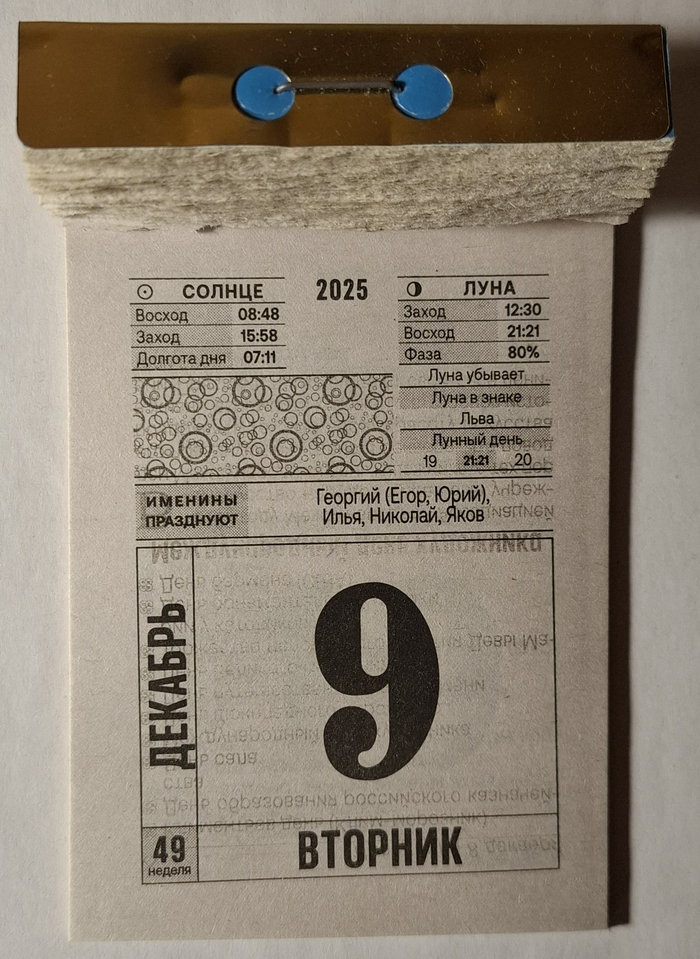 СОЛНЦЕ
Восход 08:48
Заход 15:58
Долгота дня 07:11
2025
ЛУНА
Заход 12:30
Восход 21:21
Фаза 80%
Луна убывает
Луна в знаке
Льва
Лунный день
19 21:21 20
ИМЕНИНЫ
ПРАЗДНУЮТ
Георгий (Егор, Юрий),
Илья, Николай, Яков
ДЕКАБРЬ
9
49
неделя
ВТОРНИК